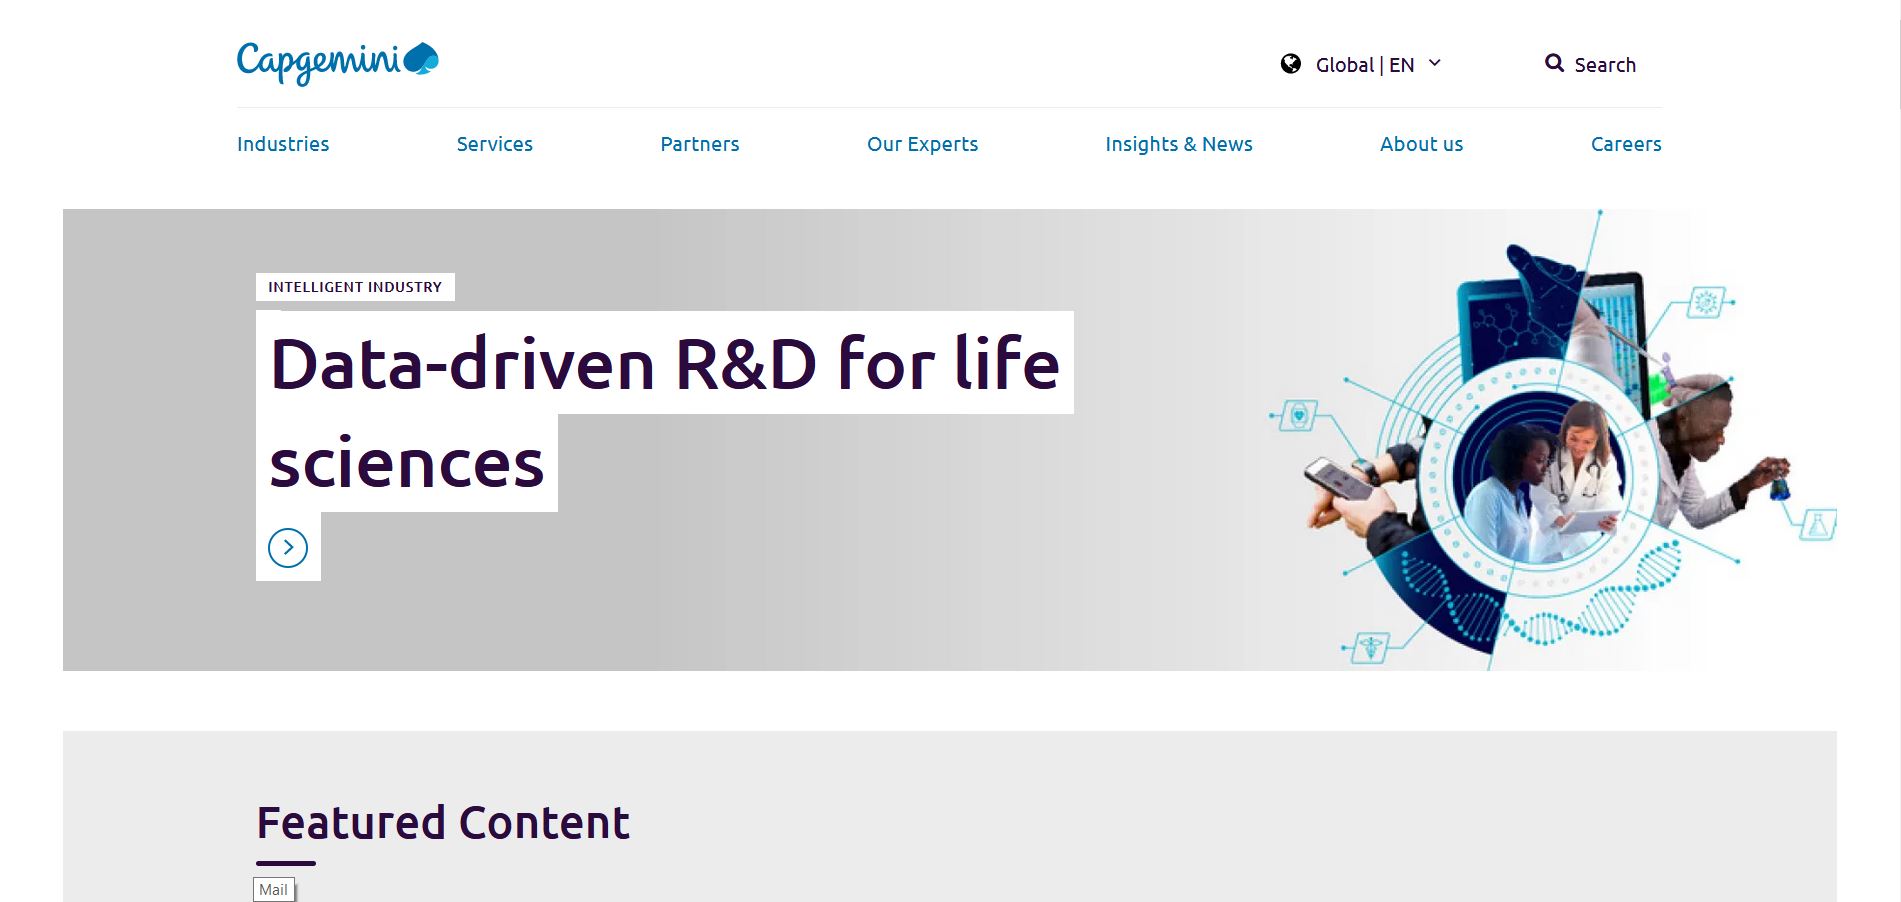 Capgemini
Global | EN
Search
Industries
Services
Partners
Our Experts
Insights & News
About us
Careers
INTELLIGENT INDUSTRY
Data-driven R&D for life
sciences
Featured Content
Mail